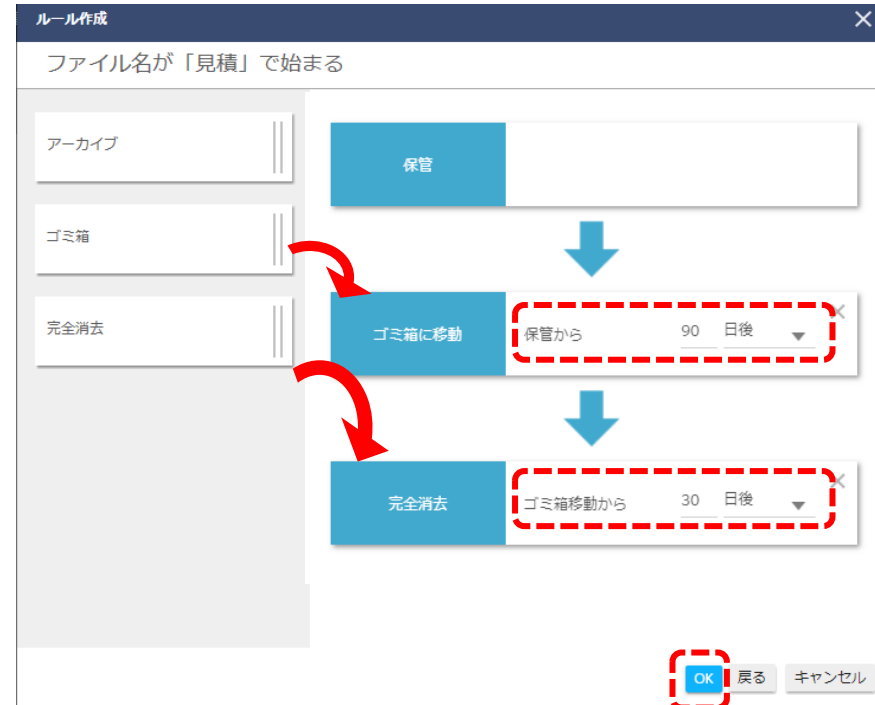 ルール作成
ファイル名が「見積」で始まる
アーカイブ
ゴミ箱
完全消去
保管
ゴミ箱に移動
保管から 90 日後
完全消去
ゴミ箱移動から 30 日後
OK 戻る キャンセル